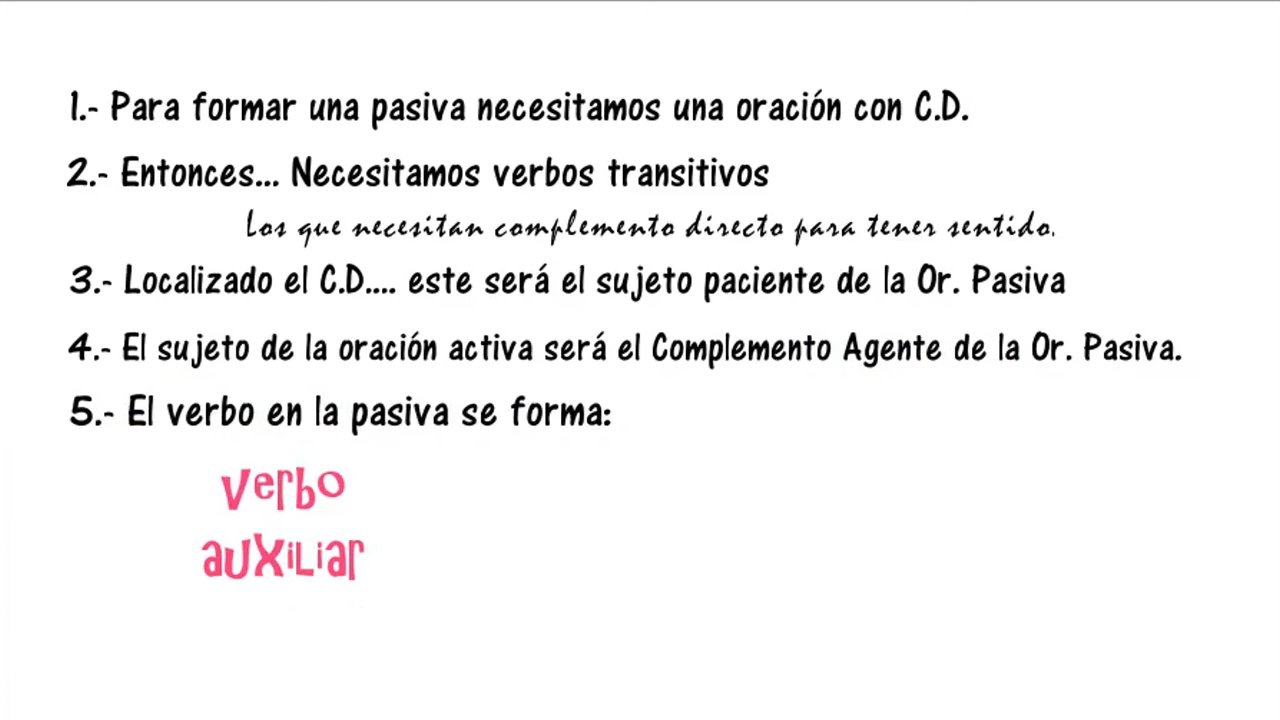 1.- Para formar una pasiva necesitamos una oración con C.D.
2.- Entonces... Necesitamos verbos transitivos
Los que necesitan complemento directo para tener sentido.
3.- Localizado el C.D.... este será el sujeto paciente de la Or. Pasiva
4.- El sujeto de la oración activa será el Complemento Agente de la Or. Pasiva.
5.- El verbo en la pasiva se forma:
verbo
auxiliar